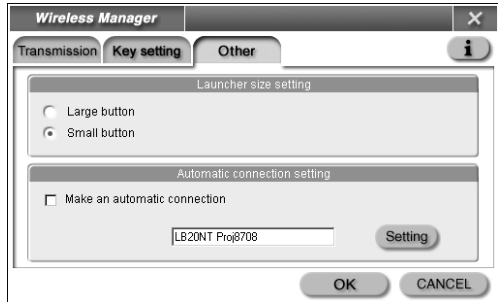 Wireless Manager
Transmission Key setting Other i
Launcher size setting
Large button
Small button
Automatic connection setting
Make an automatic connection
LB20NT Proj8708 Setting
OK CANCEL